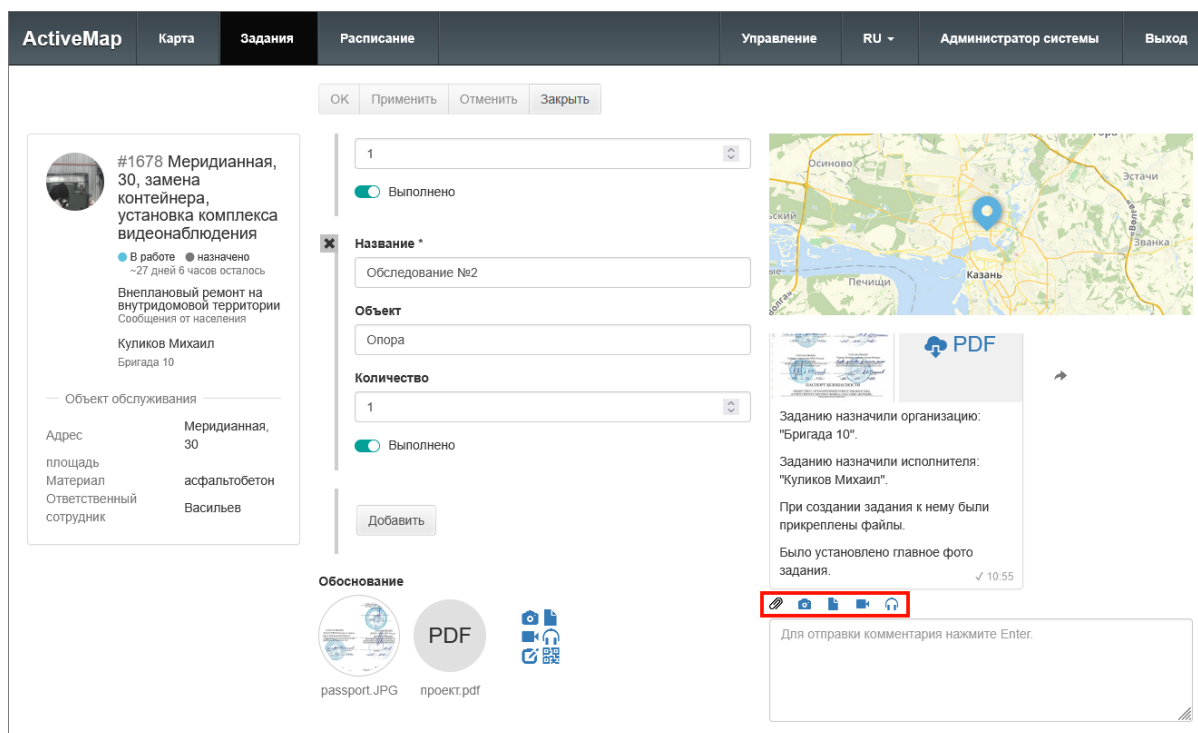 ActiveMap
Карта
Задания
Расписание
Управление
RU
Администратор системы
Выход
OK
Применить
Отменить
Закрыть
#1678 Меридианная,
30, замена
контейнера,
установка комплекса
видеонаблюдения
В работе
назначено
~27 дней 6 часов осталось
Внеплановый ремонт на
внутридомовой территории
Сообщения от населения
Куликов Михаил
Бригада 10
Объект обслуживания
Адрес
Меридианная,
30
площадь
Материал
асфальтобетон
Ответственный
сотрудник
Васильев
1
Выполнено
Название *
Обследование №2
Объект
Опора
Количество
1
Выполнено
Добавить
Обоснование
PDF
passport.JPG
проект.pdf
Осиново
Эстачи
"Волга"
Званка
Казань
Печищи
PDF
ПАСПОРТ БЕЗОПАСНОСТИ
Заданию назначили организацию:
"Бригада 10".
Заданию назначили исполнителя:
"Куликов Михаил".
При создании задания к нему были
прикреплены файлы.
Было установлено главное фото
задания.
10:55
Для отправки комментария нажмите Enter.